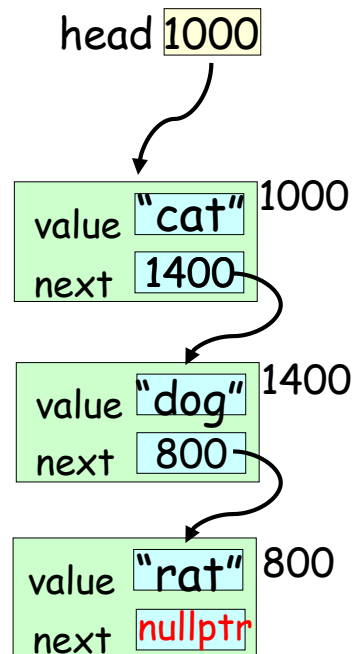 head 1000
1000
value "cat"
next 1400
1400
value "dog"
next 800
800
value "rat"
next nullptr